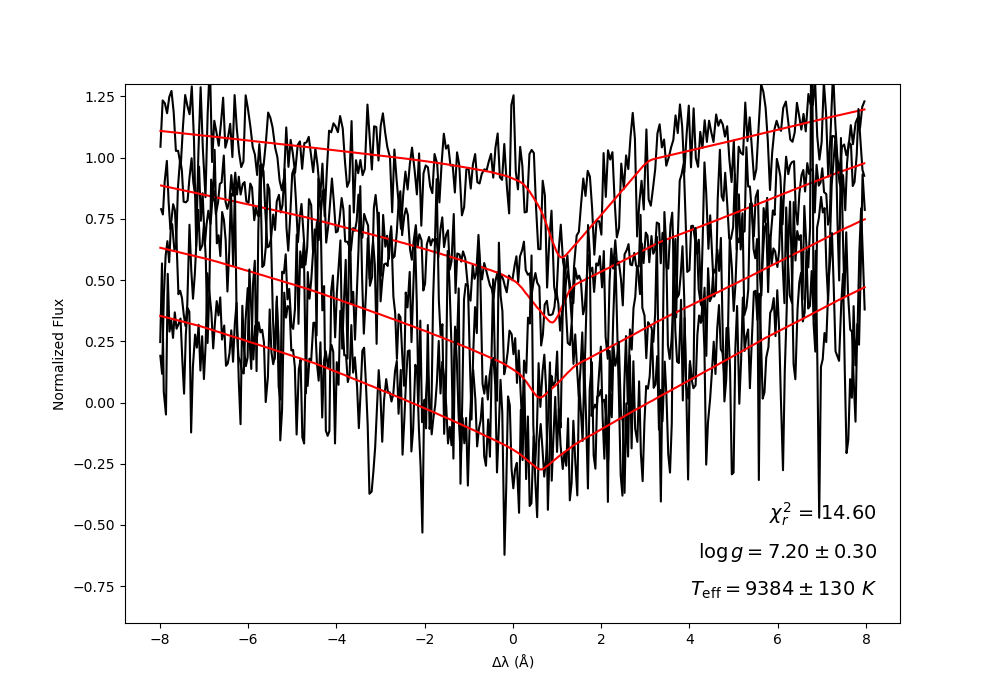 1.25
1.00
0.75
0.50
0.25
0.00
−0.25
−0.50
−0.75
Normalized Flux
χ²ᵣ = 14.60
log g = 7.20 ± 0.30
T_eff = 9384 ± 130 K
−8 −6 −4 −2 0 2 4 6 8
Δλ (Å)